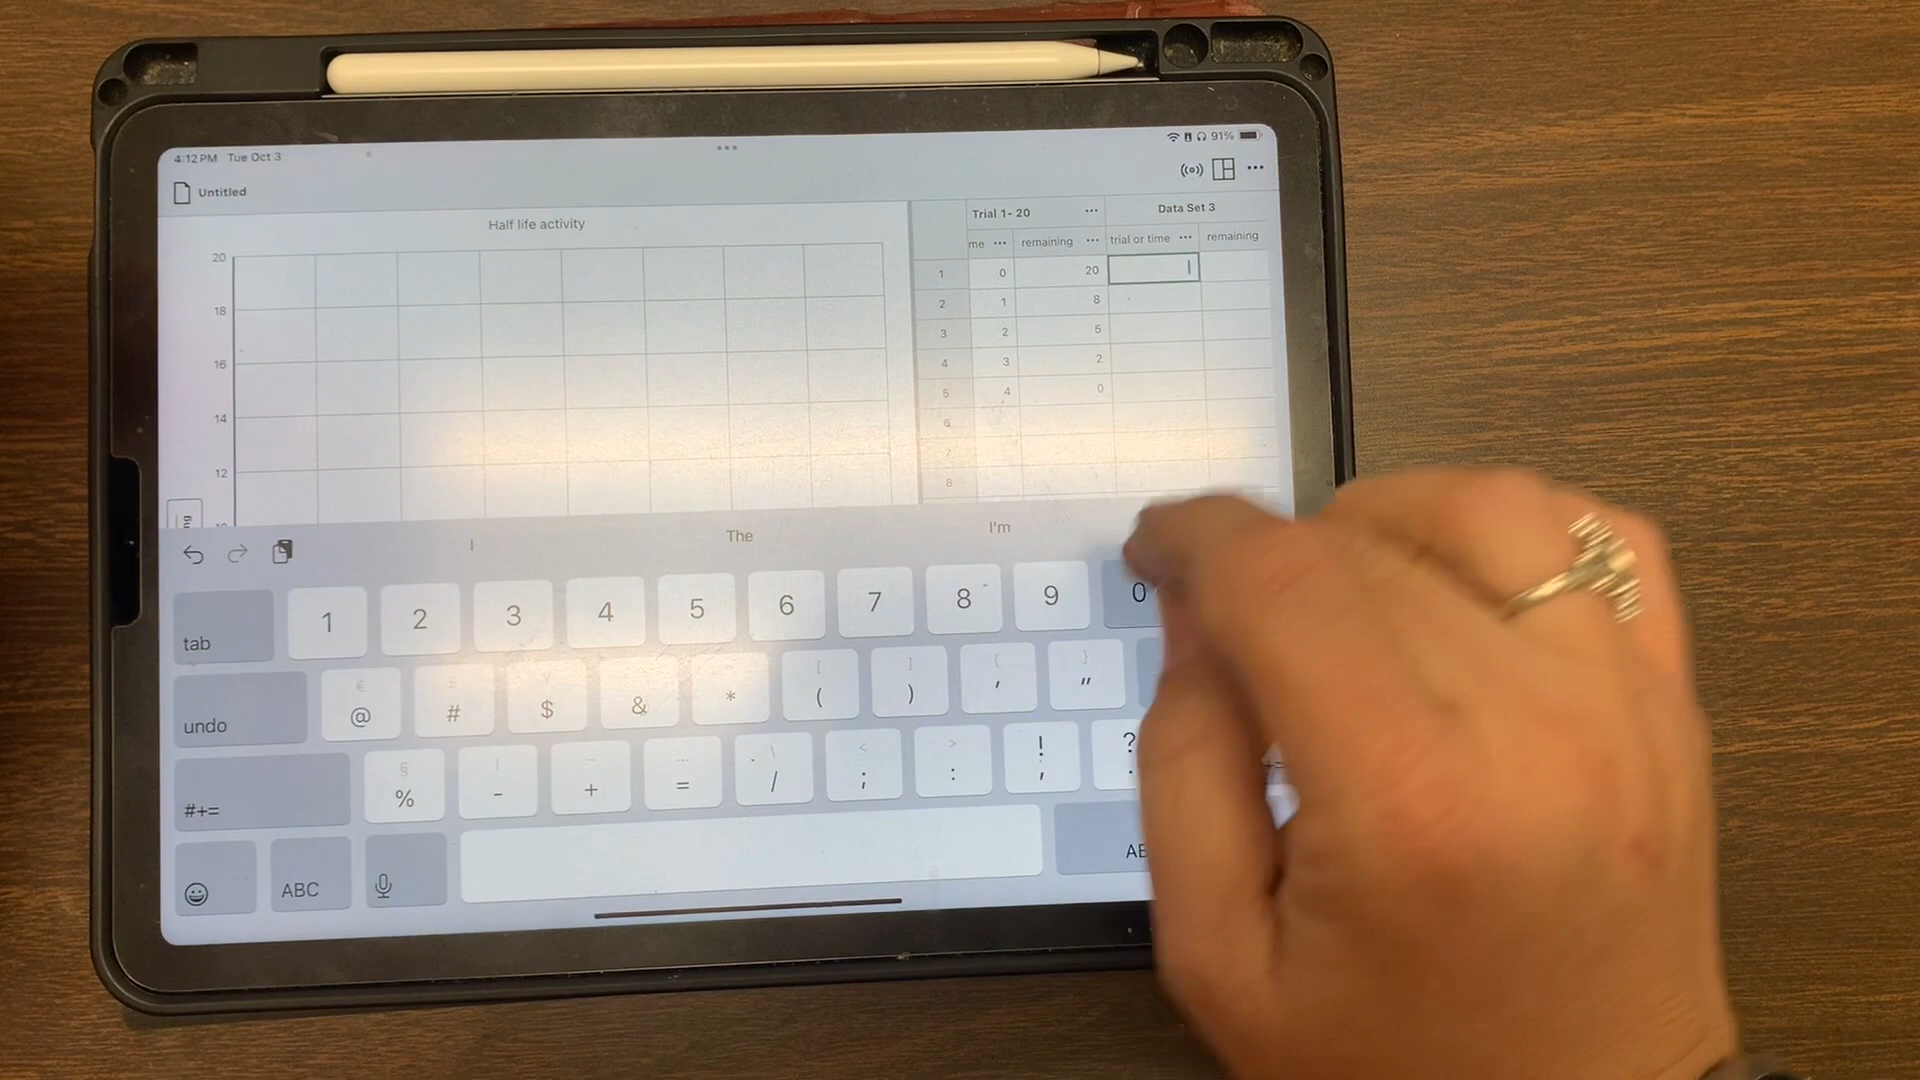 4:12 PM Tue Oct 3
91%
Untitled
Half life activity
20
18
16
14
12
Trial 1- 20 ••• Data Set 3
me ••• remaining ••• trial or time ••• remaining
1 0 20
2 1 8
3 2 5
4 3 2
5 4 0
6
7
8
I The I'm
tab 1 2 3 4 5 6 7 8 9 0
undo @ # $ & * ( ) ' "
#+= % - + = / ; : ! , ? .
ABC